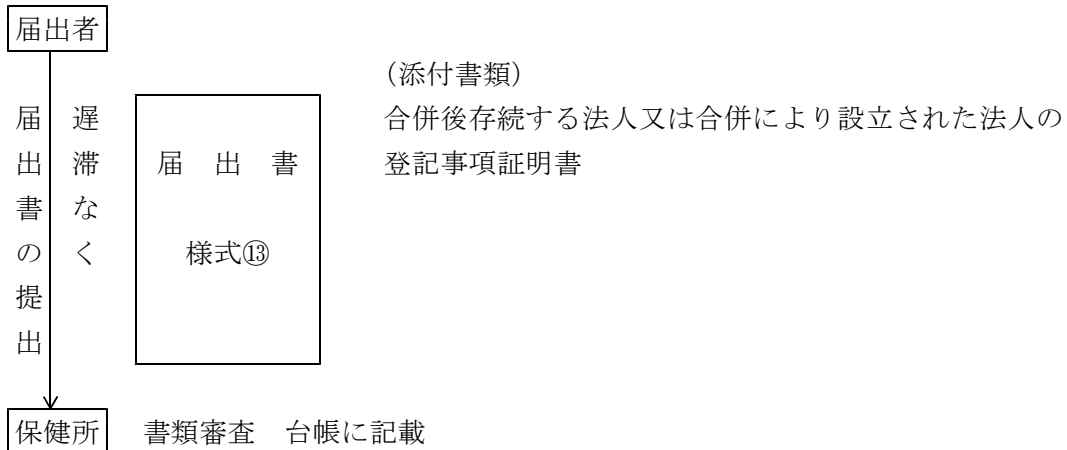 届出者
届出書の提出
遅滞なく
届　出　書
様式⑬
（添付書類）
合併後存続する法人又は合併により設立された法人の
登記事項証明書
保健所　書類審査　台帳に記載